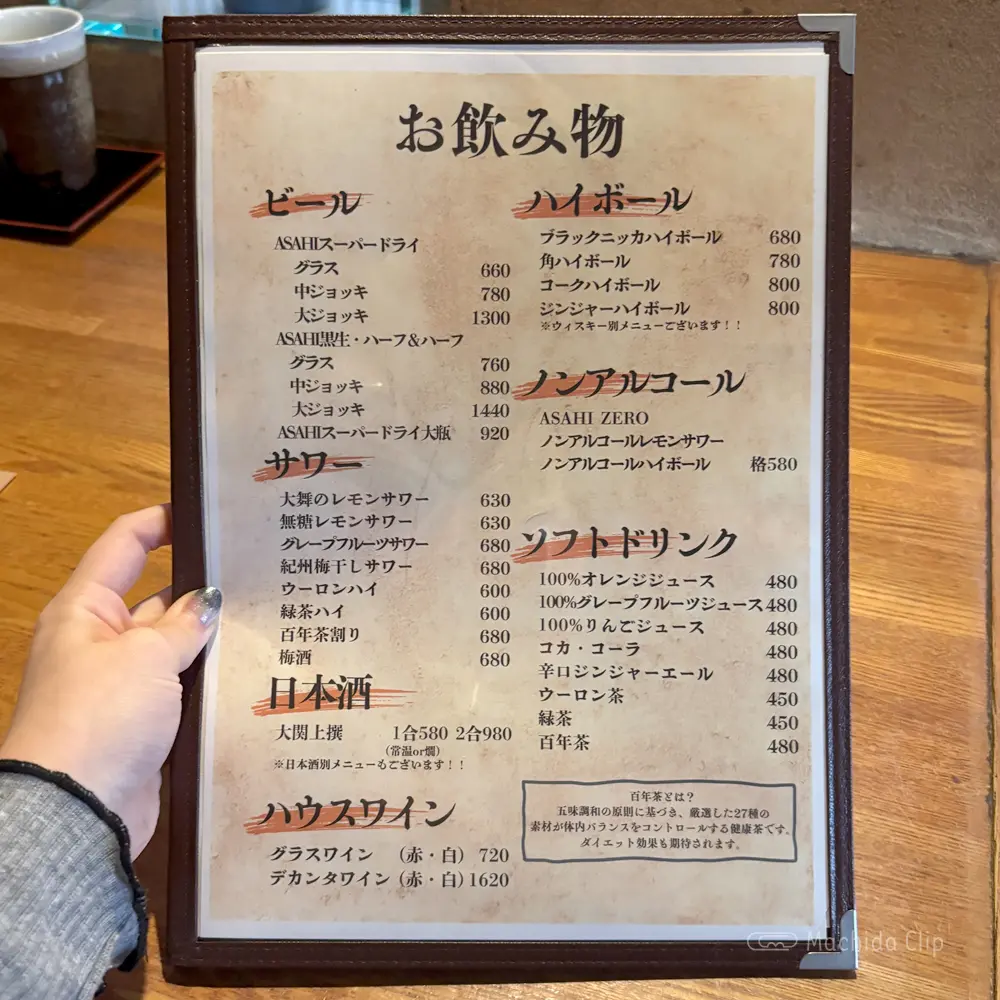 お飲み物
ビール
ASAHIスーパードライ
グラス 660
中ジョッキ 780
大ジョッキ 1300
ASAHI黒生・ハーフ&ハーフ
グラス 760
中ジョッキ 880
大ジョッキ 1440
ASAHIスーパードライ大瓶 920
サワー
大舞のレモンサワー 630
無糖レモンサワー 630
グレープフルーツサワー 680
紀州梅干しサワー 680
ウーロンハイ 600
緑茶ハイ 600
百年茶割り 680
梅酒 680
日本酒
大関上撰 1合580 2合980
(常温or燗)
※日本酒別メニューもございます！！
ハウスワイン
グラスワイン (赤・白) 720
デカンタワイン (赤・白) 1620
ハイボール
ブラックニッカハイボール 680
角ハイボール 780
コークハイボール 800
ジンジャーハイボール 800
※ウィスキー別メニューございます！！
ノンアルコール
ASAHI ZERO
ノンアルコールレモンサワー
ノンアルコールハイボール 格580
ソフトドリンク
100%オレンジジュース 480
100%グレープフルーツジュース 480
100%りんごジュース 480
コカ・コーラ 480
辛口ジンジャーエール 480
ウーロン茶 450
緑茶 450
百年茶 480
百年茶とは？
五味調和の原則に基づき、厳選した27種の
素材が体内バランスをコントロールする健康茶です。
ダイエット効果も期待されます。
Machida Clip